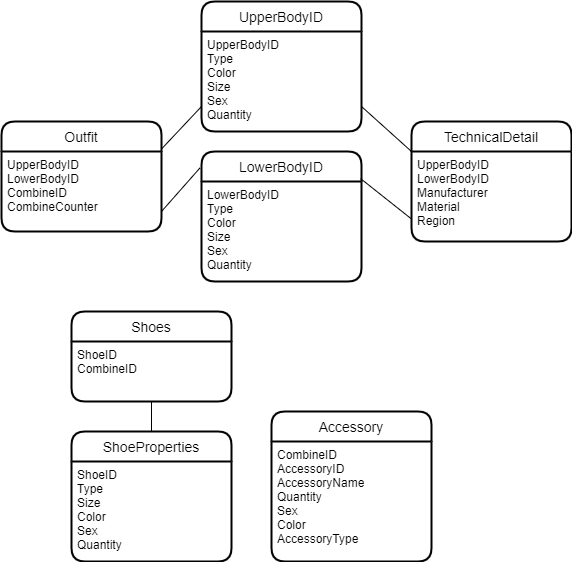 UpperBodyID
UpperBodyID
Type
Color
Size
Sex
Quantity
Outfit
UpperBodyID
LowerBodyID
CombineID
CombineCounter
LowerBodyID
LowerBodyID
Type
Color
Size
Sex
Quantity
TechnicalDetail
UpperBodyID
LowerBodyID
Manufacturer
Material
Region
Shoes
ShoeID
CombineID
ShoeProperties
ShoeID
Type
Size
Color
Sex
Quantity
Accessory
CombineID
AccessoryID
AccessoryName
Quantity
Sex
Color
AccessoryType